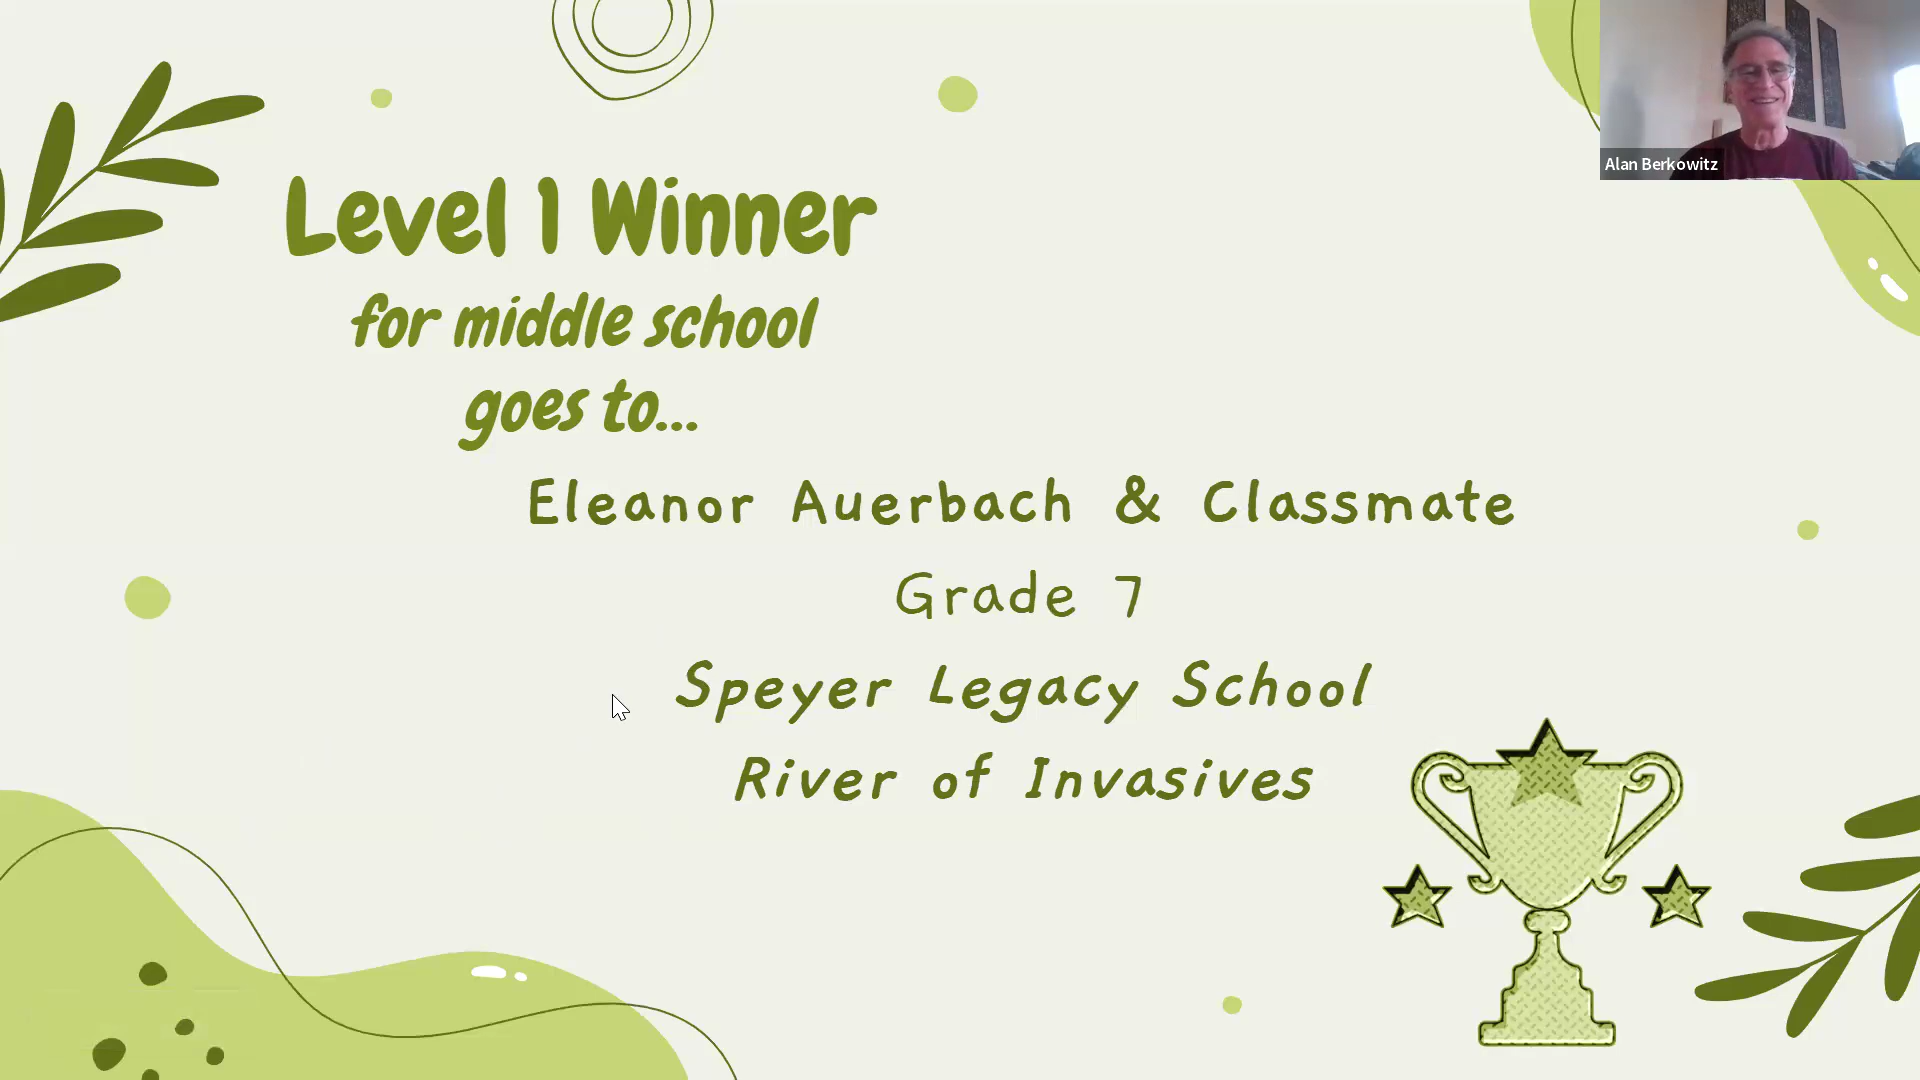 Alan Berkowitz
Level 1 Winner
for middle school
goes to...
Eleanor Auerbach & Classmate
Grade 7
Speyer Legacy School
River of Invasives